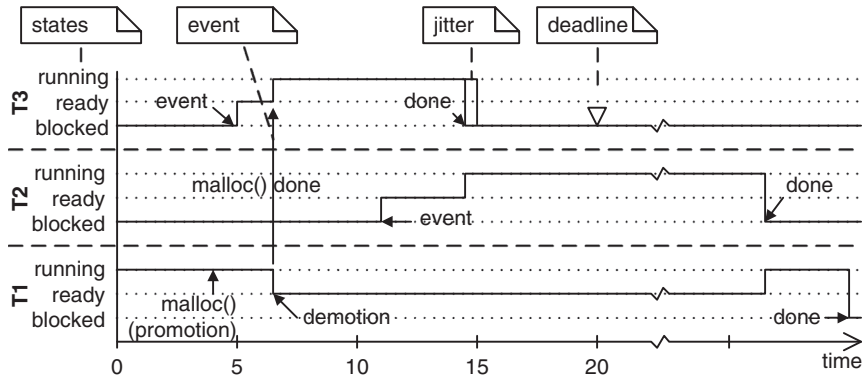 states event jitter deadline
T3
running
ready
blocked
event
done
T2
running
ready
blocked
malloc() done
event
done
T1
running
ready
blocked
malloc()
(promotion)
demotion
done
0 5 10 15 20 time